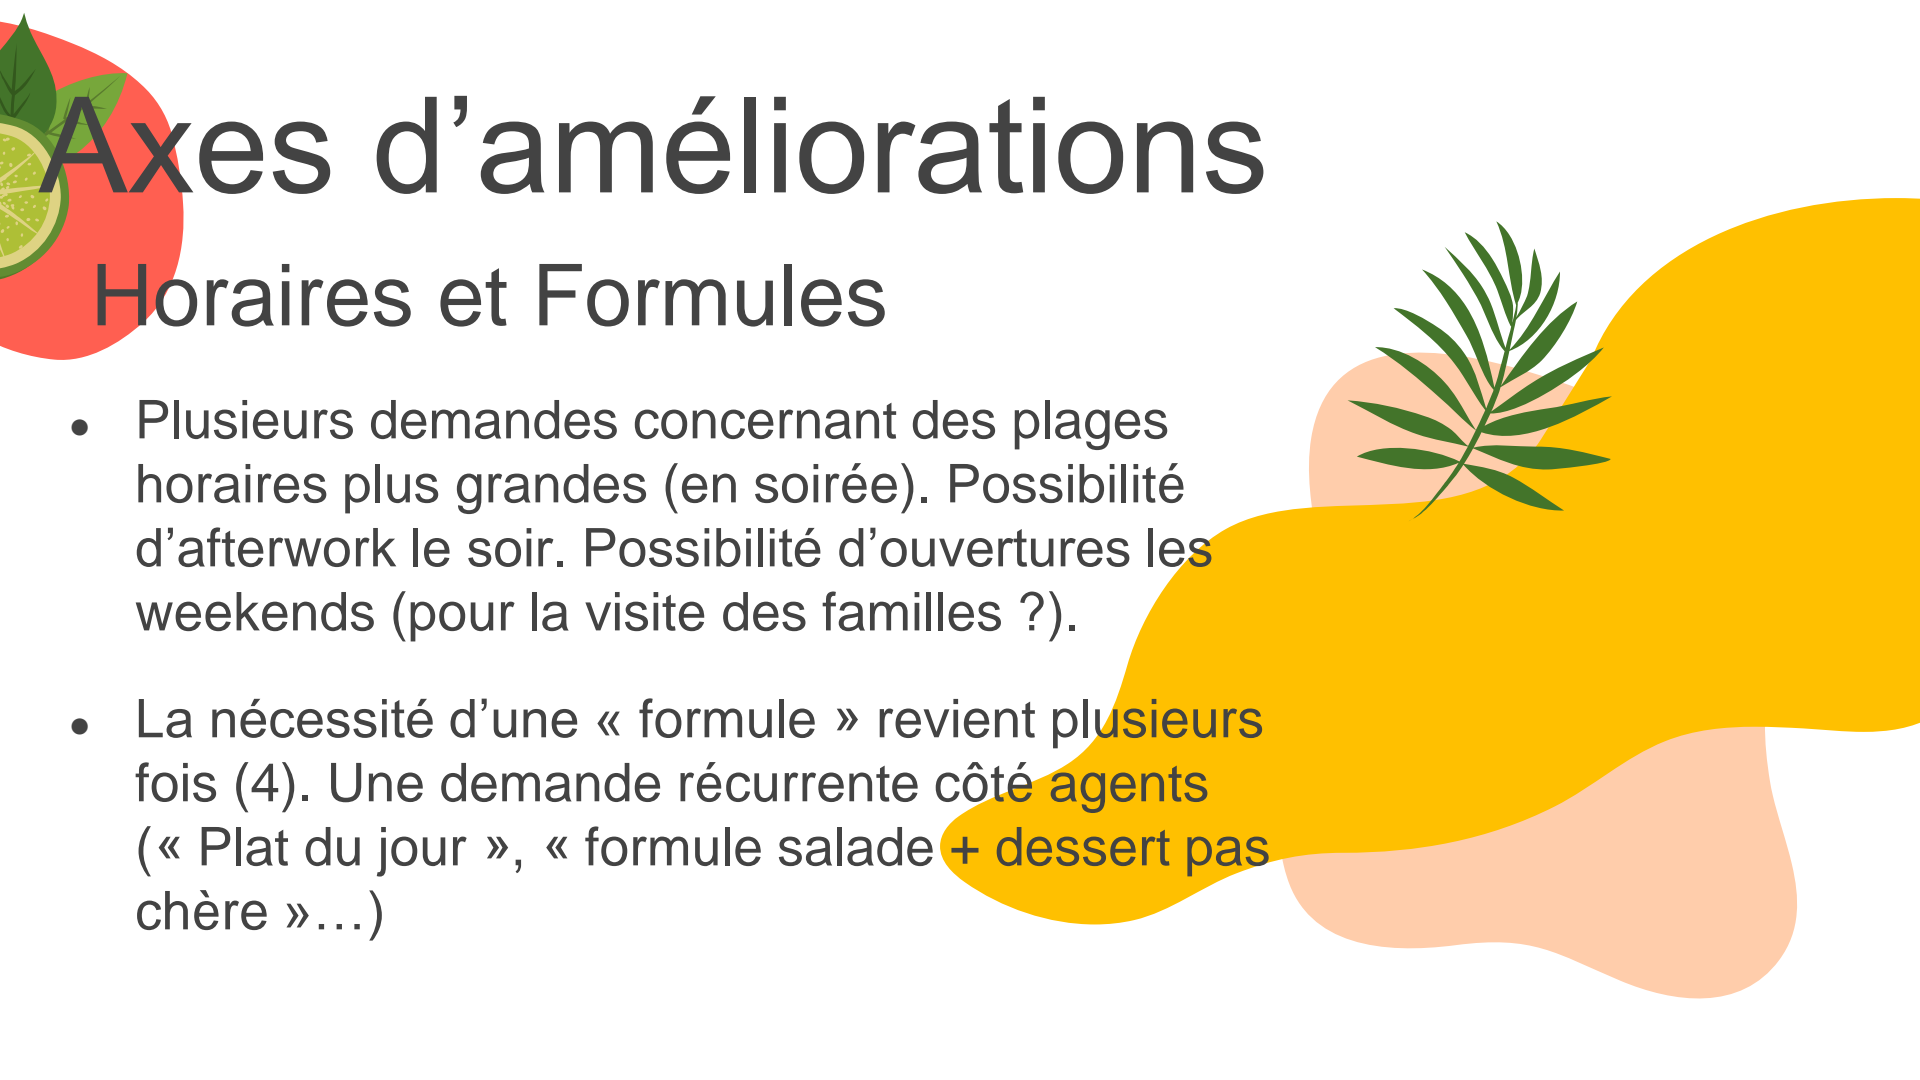 Axes d’améliorations
Horaires et Formules
● Plusieurs demandes concernant des plages
horaires plus grandes (en soirée). Possibilité
d’afterwork le soir. Possibilité d’ouvertures les
weekends (pour la visite des familles ?).
● La nécessité d’une « formule » revient plusieurs
fois (4). Une demande récurrente côté agents
(« Plat du jour », « formule salade + dessert pas
chère »…)